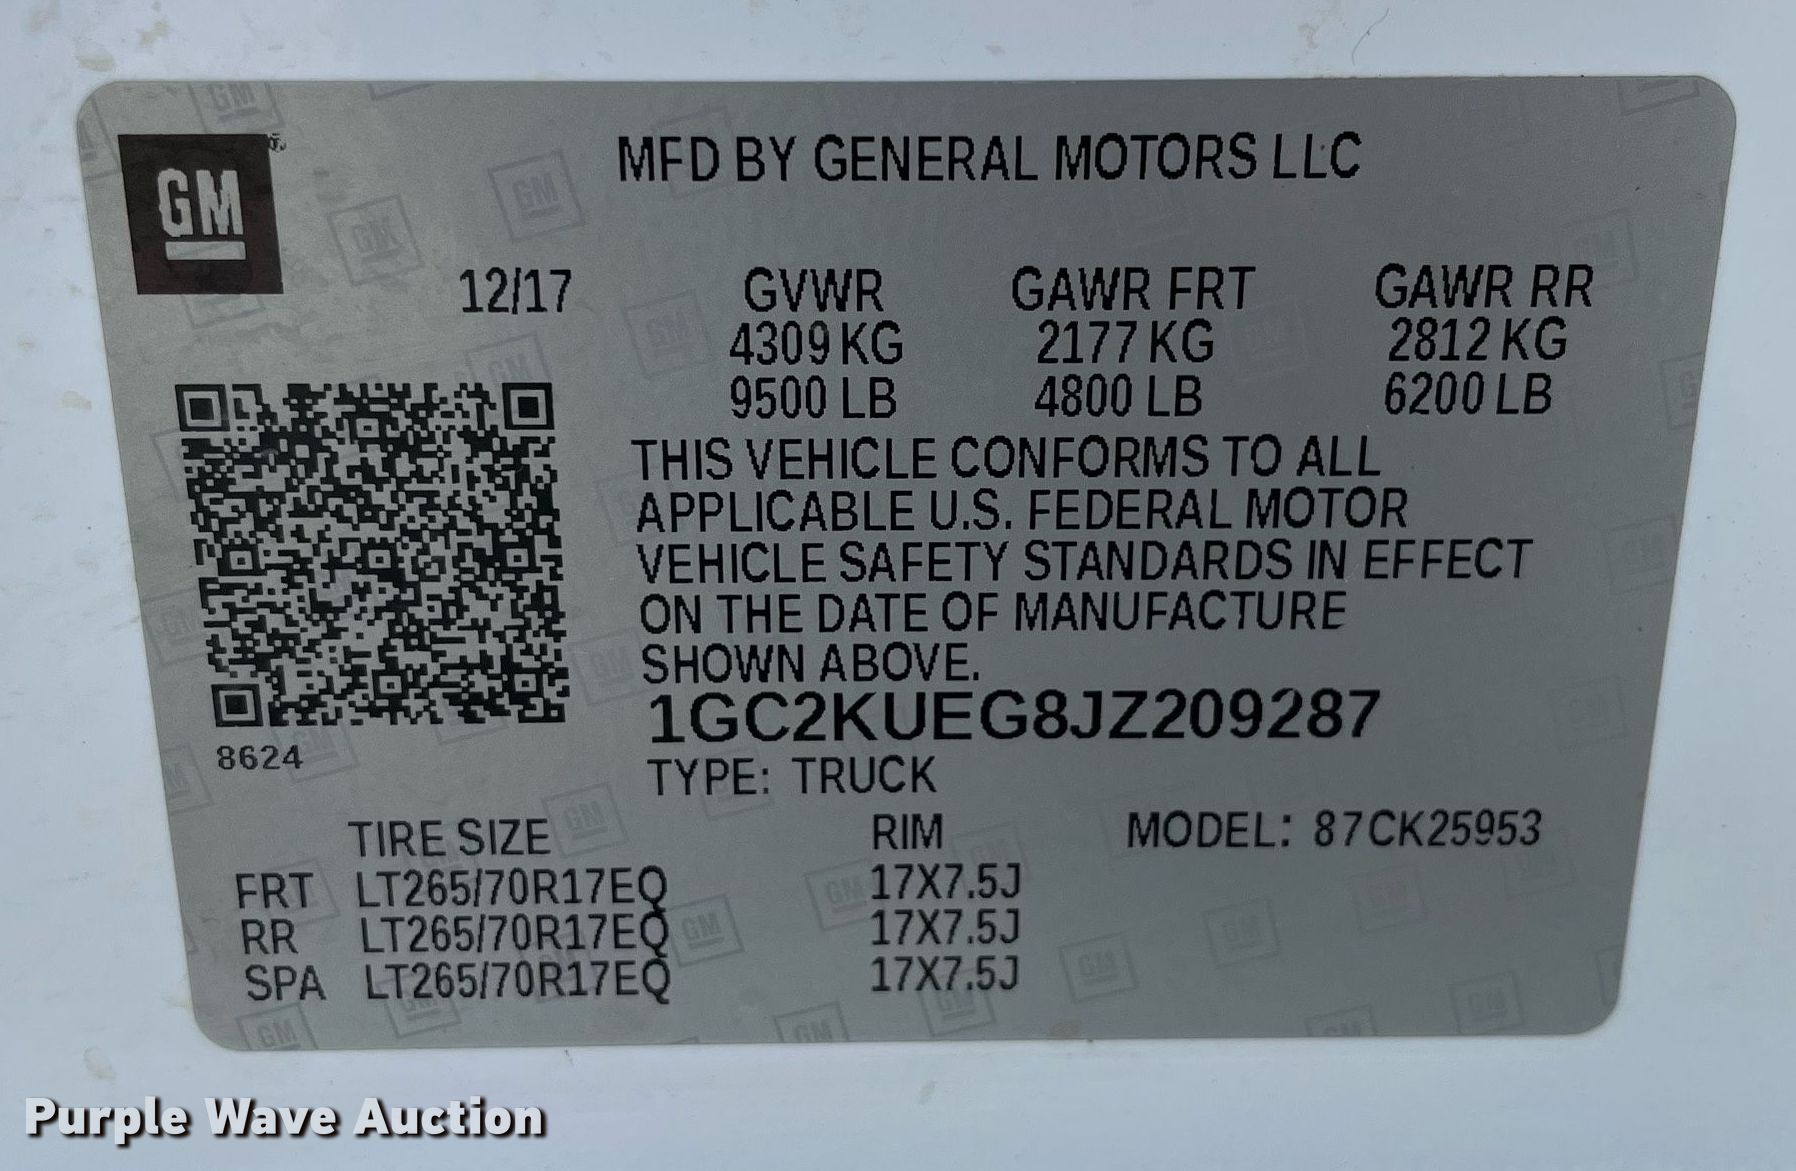 GM
MFD BY GENERAL MOTORS LLC
12/17 GVWR GAWR FRT GAWR RR
4309 KG 2177 KG 2812 KG
9500 LB 4800 LB 6200 LB
THIS VEHICLE CONFORMS TO ALL
APPLICABLE U.S. FEDERAL MOTOR
VEHICLE SAFETY STANDARDS IN EFFECT
ON THE DATE OF MANUFACTURE
SHOWN ABOVE.
1GC2KUEG8JZ209287
8624
TYPE: TRUCK
TIRE SIZE RIM MODEL: 87CK25953
FRT LT265/70R17EQ 17X7.5J
RR LT265/70R17EQ 17X7.5J
SPA LT265/70R17EQ 17X7.5J
Purple Wave Auction